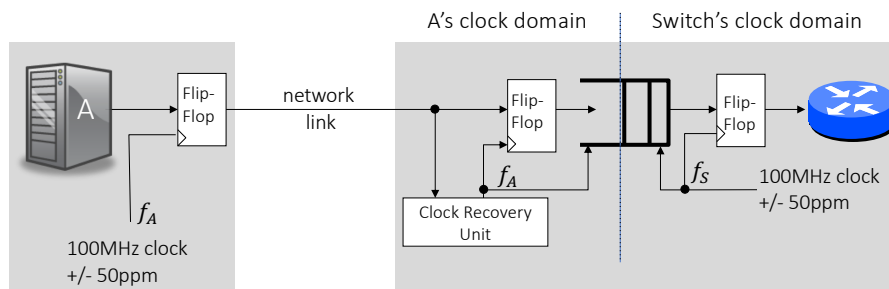 A's clock domain
Switch's clock domain
A
Flip-
Flop
network
link
Flip-
Flop
Flip-
Flop
f_A
f_A
f_S
100MHz clock
+/- 50ppm
Clock Recovery
Unit
100MHz clock
+/- 50ppm